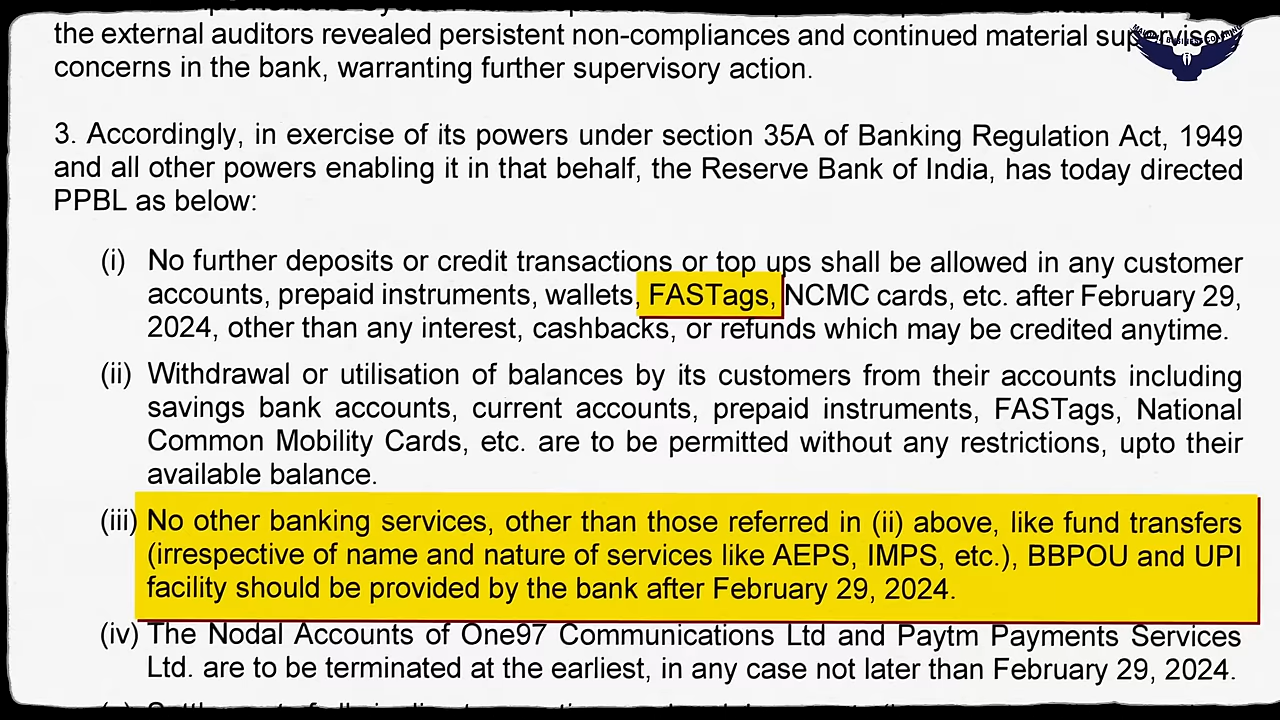 the external auditors revealed persistent non-compliances and continued material supervisory
concerns in the bank, warranting further supervisory action.
3. Accordingly, in exercise of its powers under section 35A of Banking Regulation Act, 1949
and all other powers enabling it in that behalf, the Reserve Bank of India, has today directed
PPBL as below:
(i) No further deposits or credit transactions or top ups shall be allowed in any customer
accounts, prepaid instruments, wallets, FASTags, NCMC cards, etc. after February 29,
2024, other than any interest, cashbacks, or refunds which may be credited anytime.
(ii) Withdrawal or utilisation of balances by its customers from their accounts including
savings bank accounts, current accounts, prepaid instruments, FASTags, National
Common Mobility Cards, etc. are to be permitted without any restrictions, upto their
available balance.
(iii) No other banking services, other than those referred in (ii) above, like fund transfers
(irrespective of name and nature of services like AEPS, IMPS, etc.), BBPOU and UPI
facility should be provided by the bank after February 29, 2024.
(iv) The Nodal Accounts of One97 Communications Ltd and Paytm Payments Services
Ltd. are to be terminated at the earliest, in any case not later than February 29, 2024.